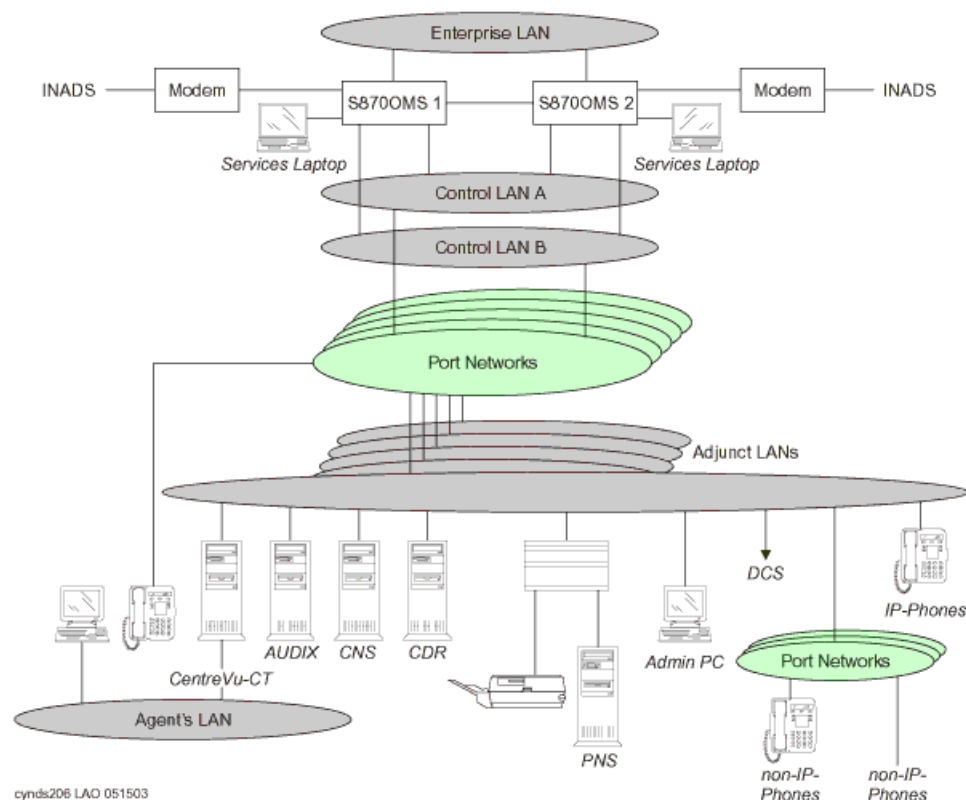 Enterprise LAN
INADS
Modem
S8700MS 1
S8700MS 2
Modem
INADS
Services Laptop
Services Laptop
Control LAN A
Control LAN B
Port Networks
Adjunct LANs
DCS
IP-Phones
AUDIX
CNS
CDR
Admin PC
Port Networks
CentreVu-CT
Agent's LAN
PNS
non-IP-
Phones
non-IP-
Phones
cynds206 LAO 051503